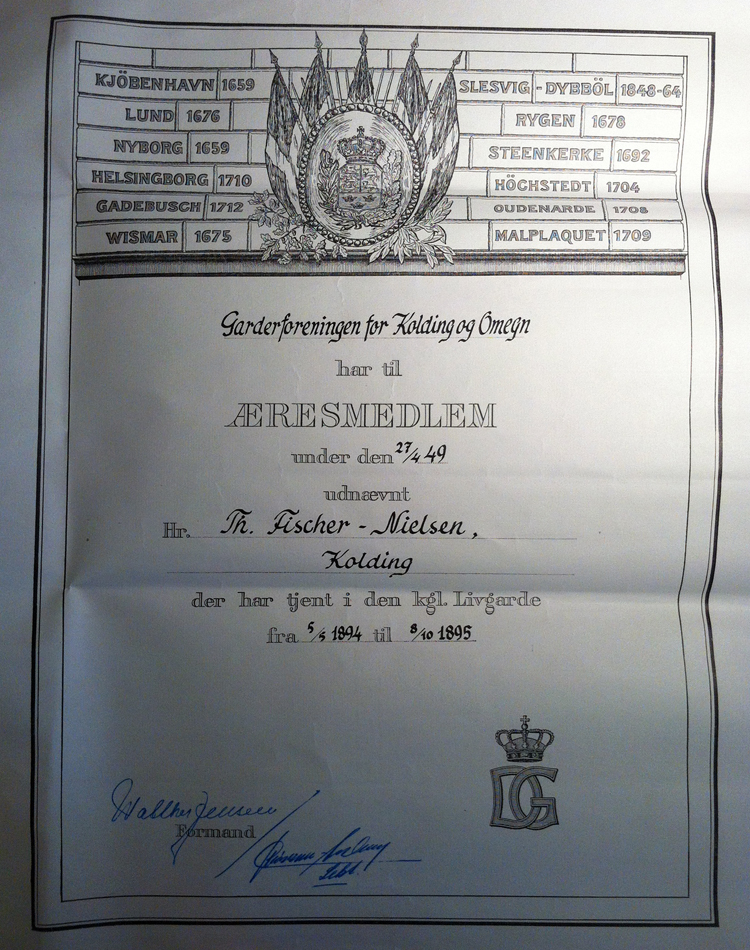 KJÖBENHAVN 1659
LUND 1676
NYBORG 1659
HELSINGBORG 1710
GADEBUSCH 1712
WISMAR 1675
SLESVIG - DYBBÖL 1848-64
RYGEN 1678
STEENKERKE 1692
HÖCHSTEDT 1704
OUDENARDE 1708
MALPLAQUET 1709
Garderforeningen for Kolding og Omegn
har til
ÆRESMEDLEM
under den 27/4 49
udnævnt
Hr. Th. Fischer - Nielsen,
Kolding
der har tjent i den kgl. Livgarde
fra 5/5 1894 til 8/10 1895
DG
Walther Jensen
Formand